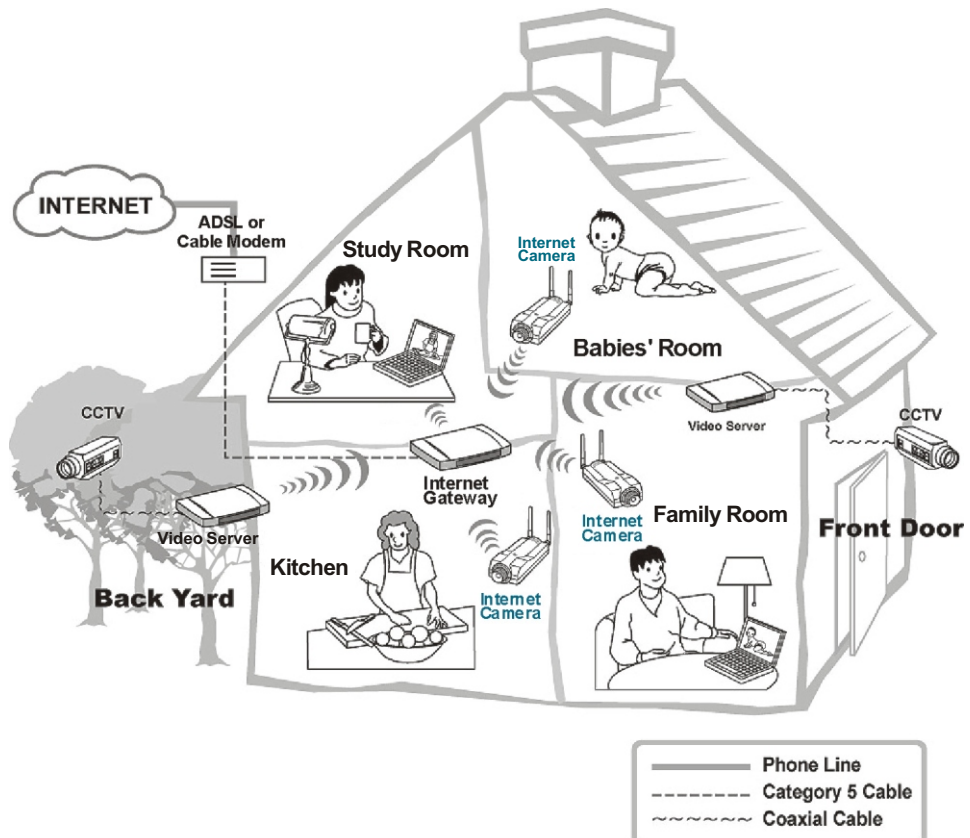 INTERNET
ADSL or
Cable Modem
Study Room
Internet
Camera
Babies' Room
CCTV
Video Server
CCTV
Internet
Gateway
Video Server
Internet
Camera
Family Room
Front Door
Kitchen
Back Yard
Internet
Camera
Phone Line
Category 5 Cable
Coaxial Cable